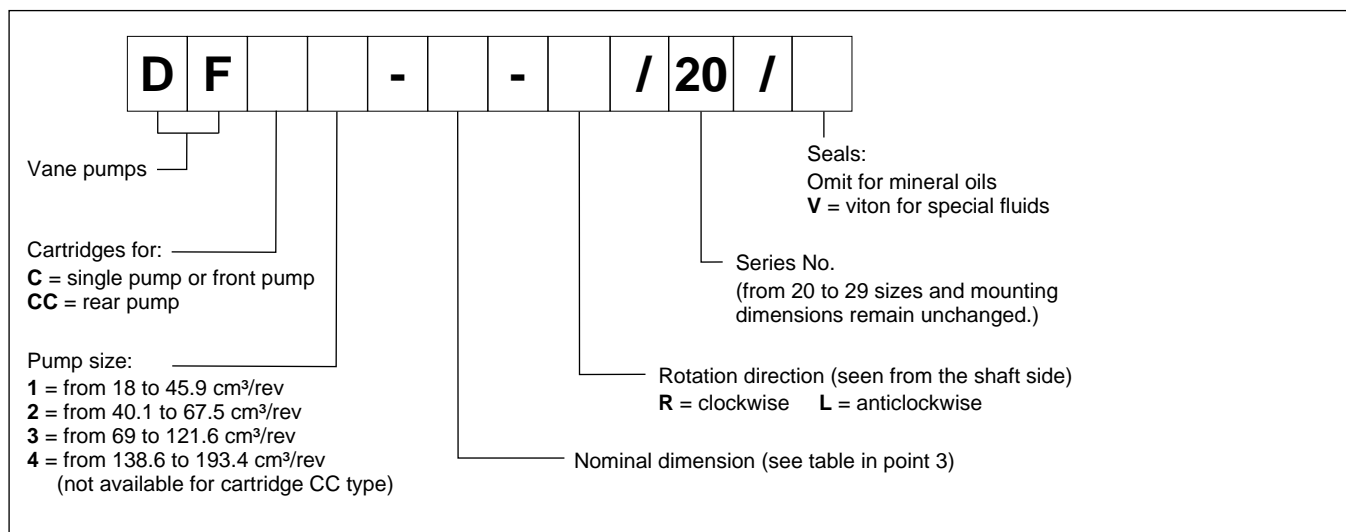 D F - - / 20 /
Vane pumps
Seals:
Omit for mineral oils
V = viton for special fluids
Cartridges for:
C = single pump or front pump
CC = rear pump
Series No.
(from 20 to 29 sizes and mounting
dimensions remain unchanged.)
Pump size:
1 = from 18 to 45.9 cm³/rev
2 = from 40.1 to 67.5 cm³/rev
3 = from 69 to 121.6 cm³/rev
4 = from 138.6 to 193.4 cm³/rev
(not available for cartridge CC type)
Rotation direction (seen from the shaft side)
R = clockwise L = anticlockwise
Nominal dimension (see table in point 3)